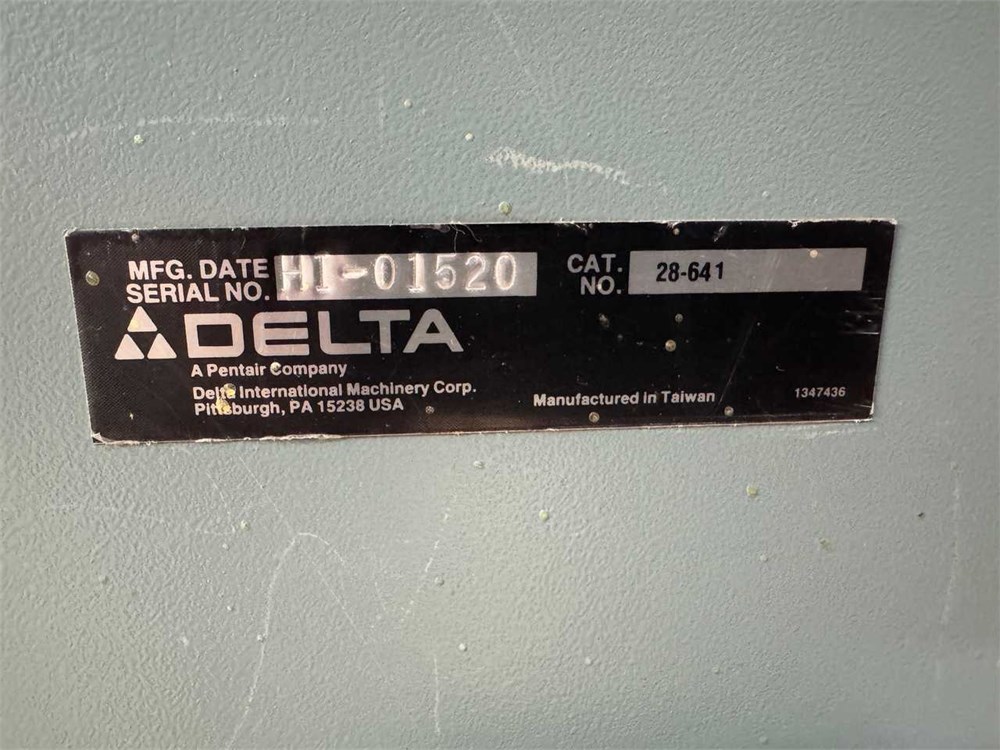 MFG. DATE
SERIAL NO. HI-01520
CAT.
NO. 28-641
DELTA
A Pentair Company
Delta International Machinery Corp.
Pittsburgh, PA 15238 USA
Manufactured in Taiwan
1347436